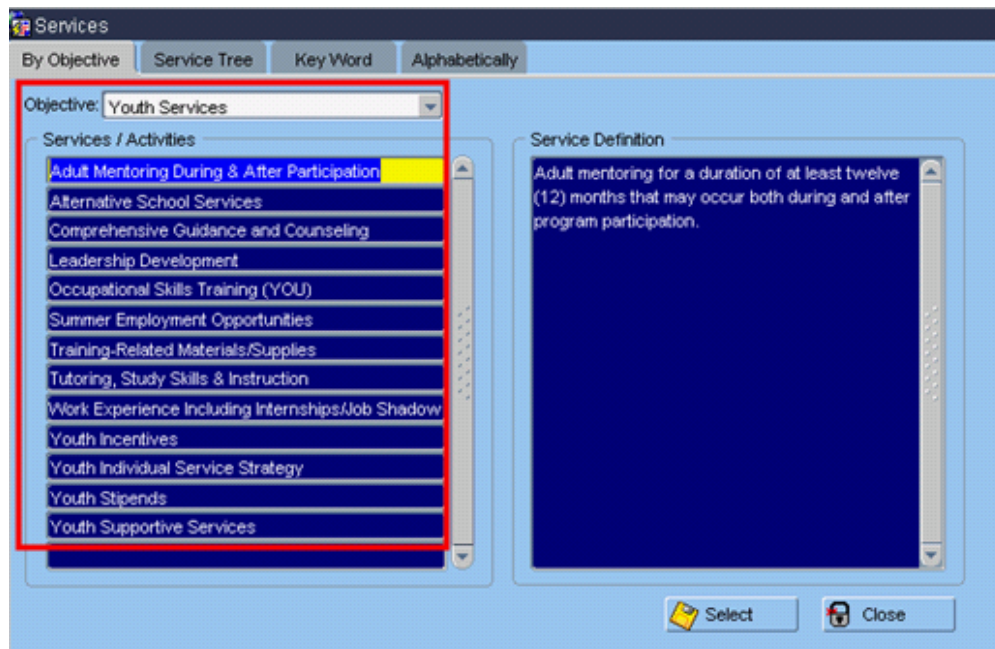 Services
By Objective Service Tree Key Word Alphabetically
Objective: Youth Services
Services / Activities
Adult Mentoring During & After Participation
Alternative School Services
Comprehensive Guidance and Counseling
Leadership Development
Occupational Skills Training (YOU)
Summer Employment Opportunities
Training-Related Materials/Supplies
Tutoring, Study Skills & Instruction
Work Experience Including Internships/Job Shadow
Youth Incentives
Youth Individual Service Strategy
Youth Stipends
Youth Supportive Services
Service Definition
Adult mentoring for a duration of at least twelve
(12) months that may occur both during and after
program participation.
Select Close